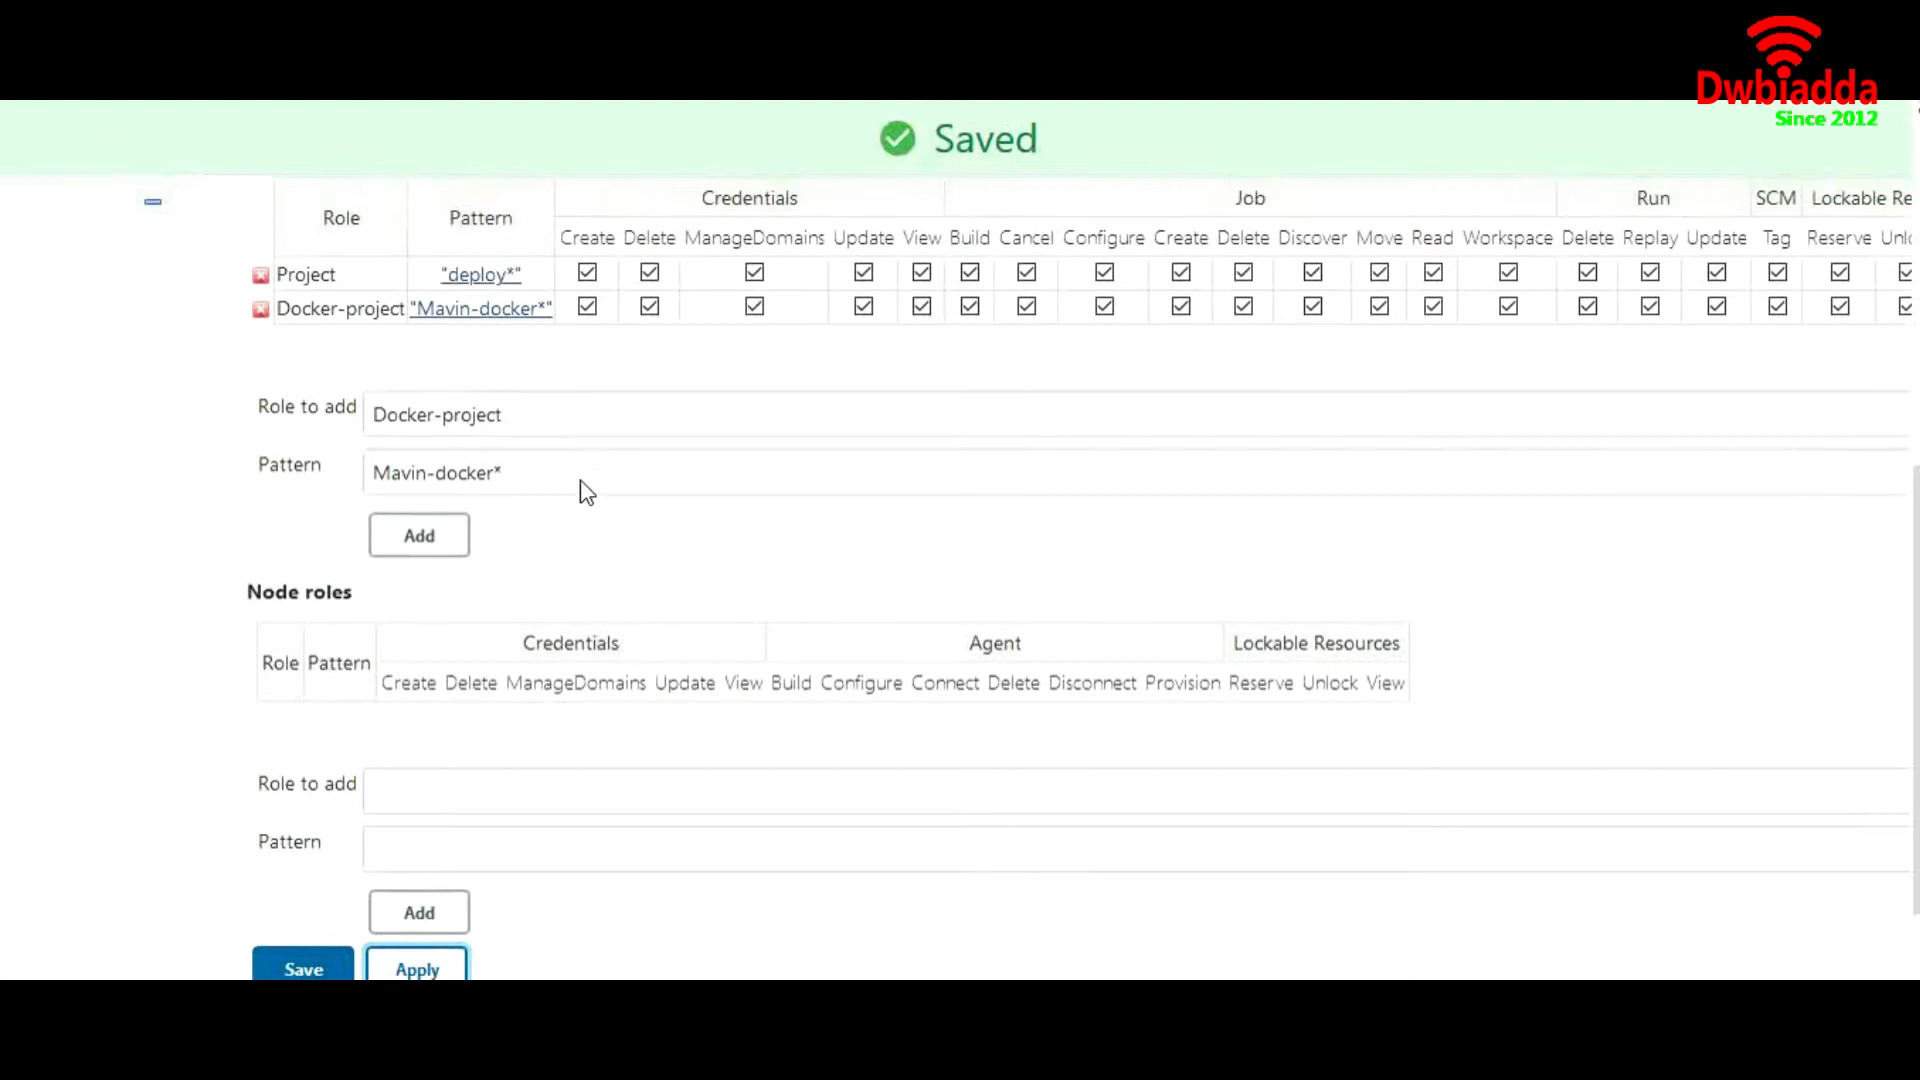 Dwbiadda
Since 2012
Saved
Role Pattern Credentials Job Run SCM Lockable Re
Create Delete ManageDomains Update View Build Cancel Configure Create Delete Discover Move Read Workspace Delete Replay Update Tag Reserve Unlo
Project "deploy*"
Docker-project "Mavin-docker*"
Role to add Docker-project
Pattern Mavin-docker*
Add
Node roles
Role Pattern Credentials Agent Lockable Resources
Create Delete ManageDomains Update View Build Configure Connect Delete Disconnect Provision Reserve Unlock View
Role to add
Pattern
Add
Save Apply